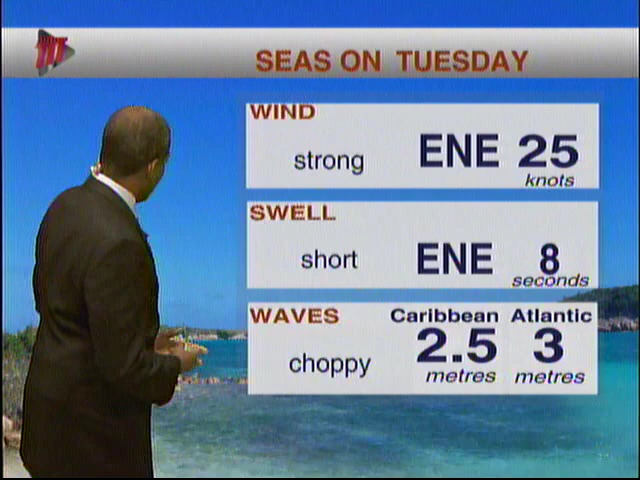 SEAS ON TUESDAY
WIND
strong ENE 25
knots
SWELL
short ENE 8
seconds
WAVES Caribbean Atlantic
choppy 2.5 3
metres metres